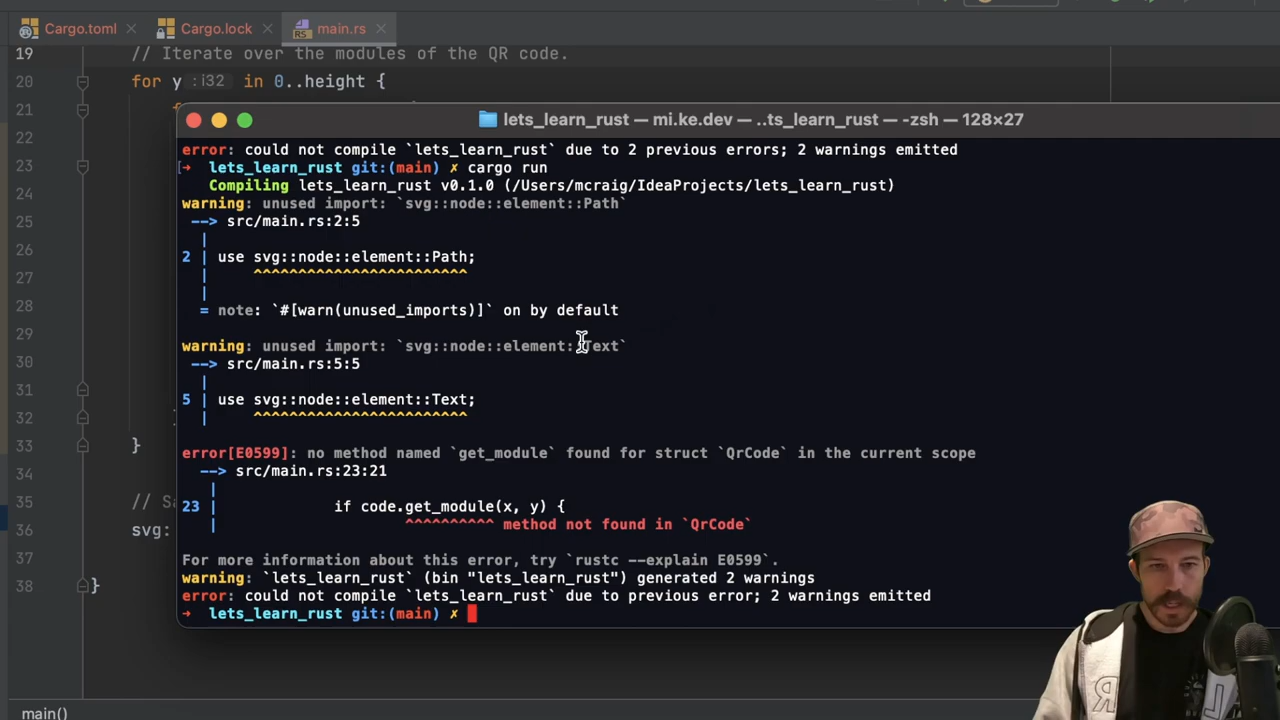 Cargo.toml
Cargo.lock
main.rs
19 // Iterate over the modules of the QR code.
20 for y : i32 in 0..height {
21
lets_learn_rust — mi.ke.dev — ..ts_learn_rust — -zsh — 128×27
22
error: could not compile `lets_learn_rust` due to 2 previous errors; 2 warnings emitted
23
[➜ lets_learn_rust git:(main) ✗ cargo run
Compiling lets_learn_rust v0.1.0 (/Users/mcraig/IdeaProjects/lets_learn_rust)
24
warning: unused import: `svg::node::element::Path`
25
--> src/main.rs:2:5
|
26
2 | use svg::node::element::Path;
| ^^^^^^^^^^^^^^^^^^^^^^^^
27
|
28
= note: `#[warn(unused_imports)]` on by default
29
warning: unused import: `svg::node::element::Text`
30
--> src/main.rs:5:5
|
31
5 | use svg::node::element::Text;
32
| ^^^^^^^^^^^^^^^^^^^^^^^^
33 }
error[E0599]: no method named `get_module` found for struct `QrCode` in the current scope
34
--> src/main.rs:23:21
|
35 // S
23 | if code.get_module(x, y) {
36 svg:
| ^^^^^^^^^^ method not found in `QrCode`
37
For more information about this error, try `rustc --explain E0599`.
38 }
warning: `lets_learn_rust` (bin "lets_learn_rust") generated 2 warnings
error: could not compile `lets_learn_rust` due to previous error; 2 warnings emitted
➜ lets_learn_rust git:(main) ✗
main()